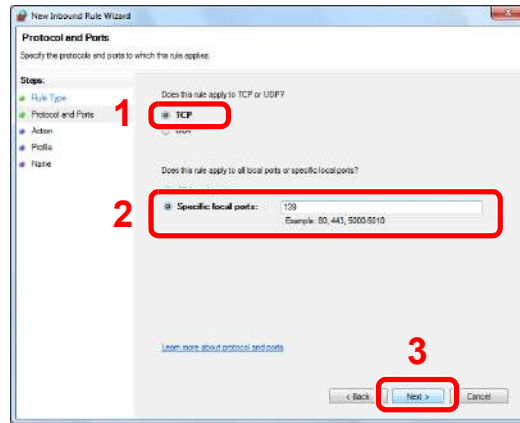 New Inbound Rule Wizard
Protocol and Ports
Specify the protocols and ports to which this rule applies.
Steps:
Rule Type
Protocol and Ports
Action
Profile
Name
Does this rule apply to TCP or UDP?
1
TCP
Does this rule apply to all local ports or specific local ports?
2
Specific local ports:
139
Example: 80, 443, 5000-5010
Learn more about protocol and ports
3
< Back
Next >
Cancel